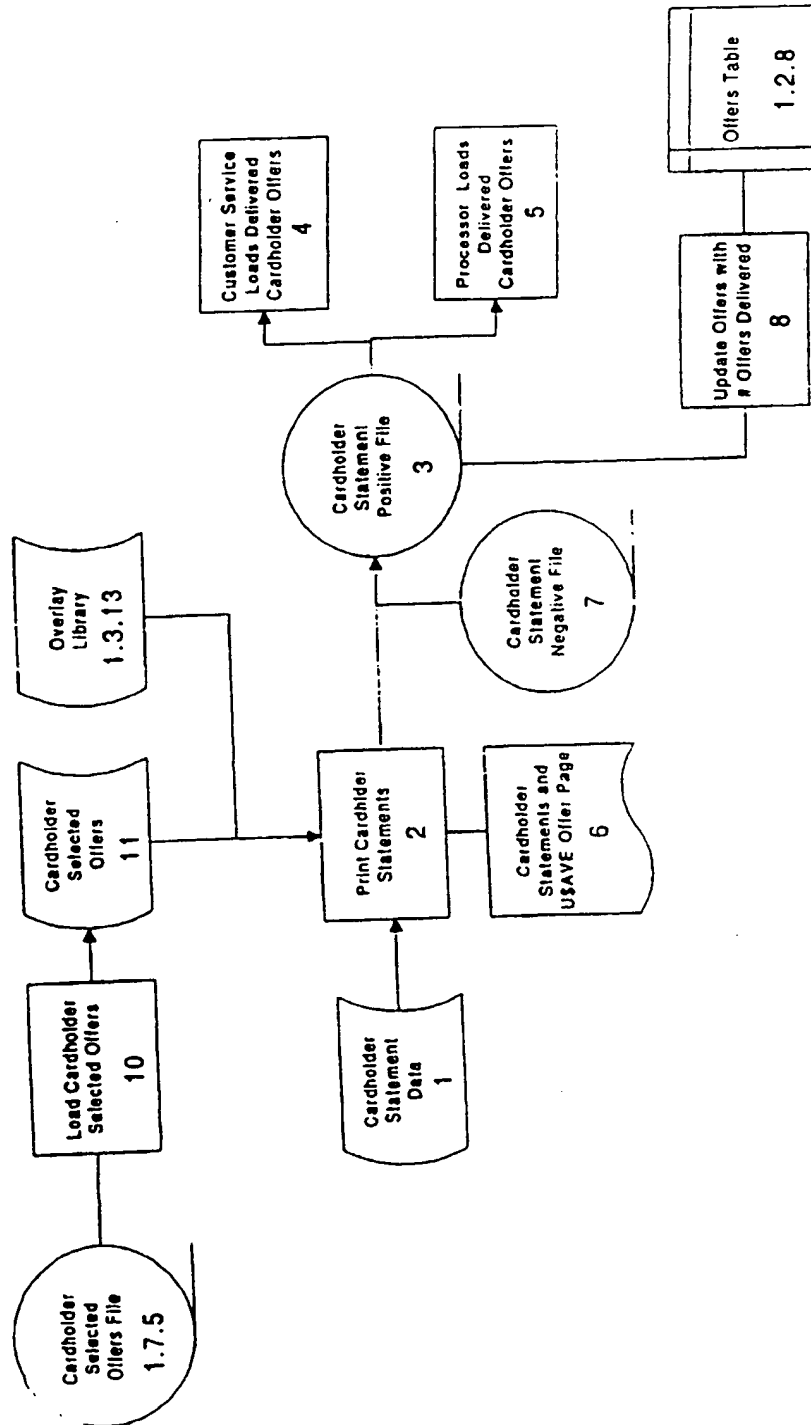 Cardholder
Selected
Offers File
1.7.5
Load Cardholder
Selected Offers
10
Cardholder
Selected
Offers
11
Overlay
Library
1.3.13
Cardholder
Statement
Data
1
Print Cardhlder
Statements
2
Cardholder
Statements and
U$AVE Offer Page
6
Cardholder
Statement
Positive File
3
Cardholder
Statement
Negative File
7
Customer Service
Loads Delivered
Cardholder Offers
4
Processor Loads
Delivered
Cardholder Offers
5
Update Offers with
# Offers Delivered
8
Offers Table
1.2.8